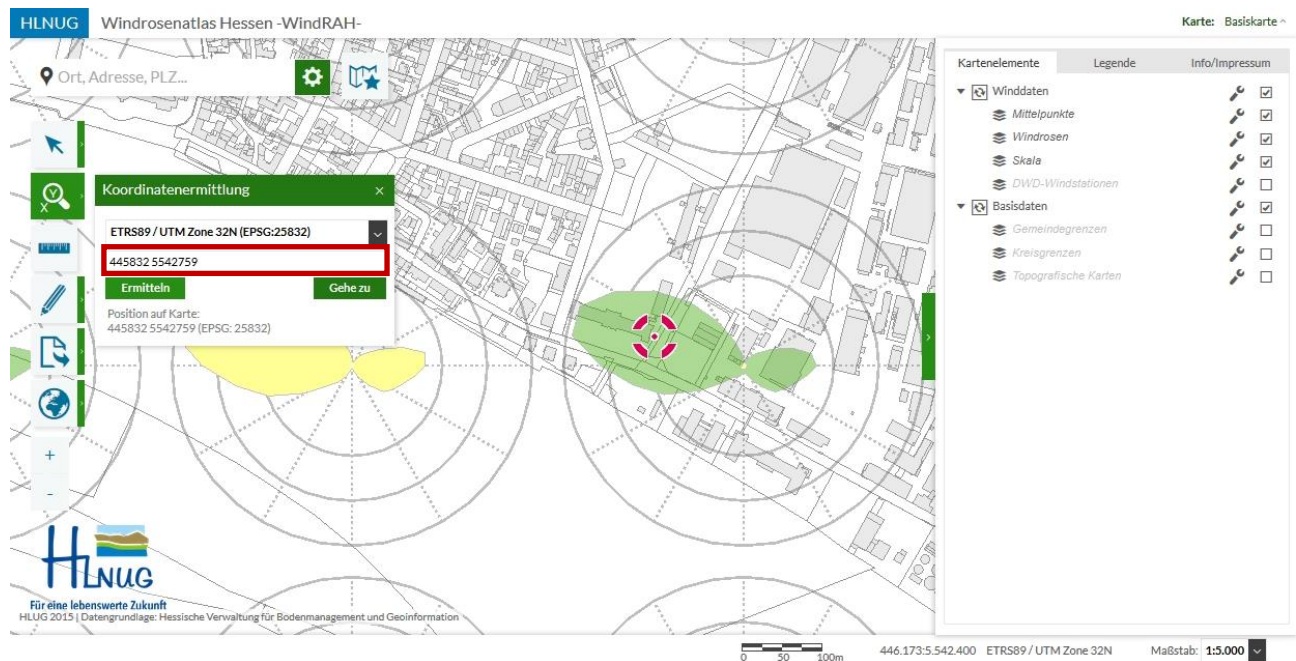 HLNUG Windrosenatlas Hessen -WindRAH- Karte: Basiskarte
Ort, Adresse, PLZ...
Kartenelemente Legende Info/Impressum
Winddaten
Mittelpunkte
Windrosen
Skala
DWD-Windstationen
Basisdaten
Gemeindegrenzen
Kreisgrenzen
Topografische Karten
Y
X
Koordinatenermittlung ×
ETRS89 / UTM Zone 32N (EPSG:25832)
445832 5542759
Ermitteln Gehe zu
Position auf Karte:
445832 5542759 (EPSG: 25832)
+
-
HLNUG
Für eine lebenswerte Zukunft
HLUG 2015 | Datengrundlage: Hessische Verwaltung für Bodenmanagement und Geoinformation
0 50 100m 446.173:5.542.400 ETRS89 / UTM Zone 32N Maßstab: 1:5.000